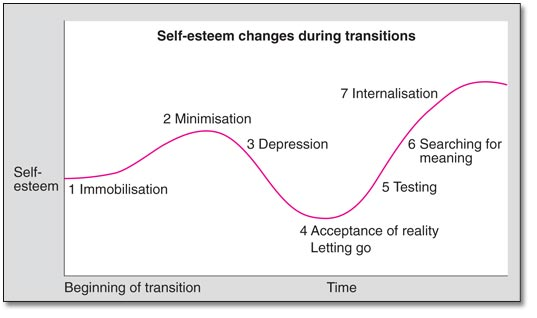 Self-esteem changes during transitions
7 Internalisation
2 Minimisation
3 Depression
6 Searching for
meaning
Self-
esteem
1 Immobilisation
5 Testing
4 Acceptance of reality
Letting go
Beginning of transition
Time